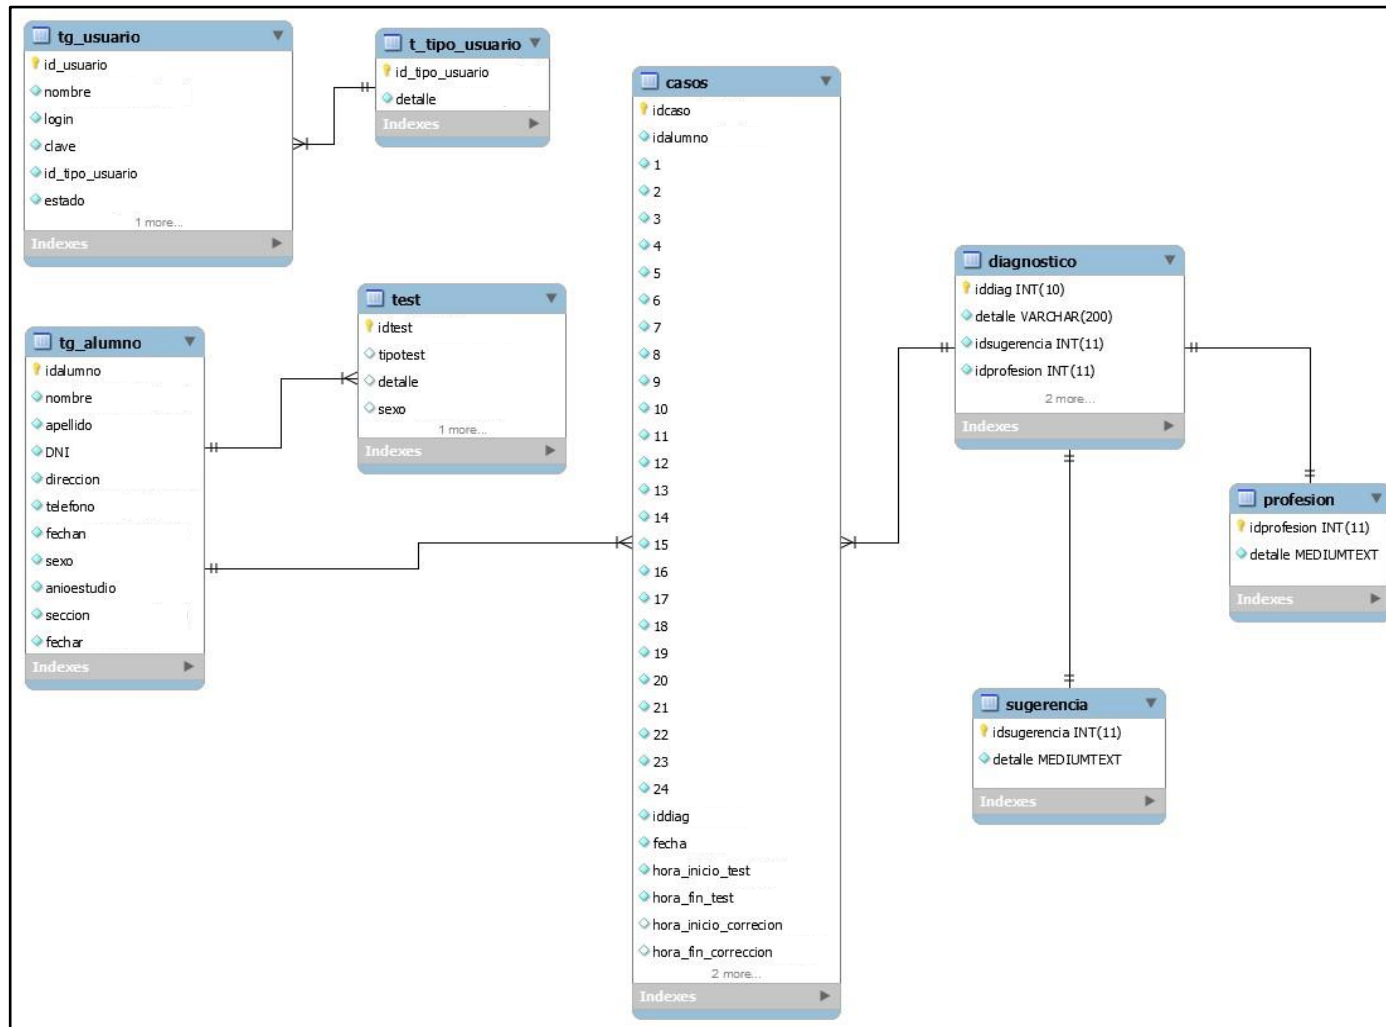 tg_usuario
id_usuario
nombre
login
clave
id_tipo_usuario
estado
1 more...
Indexes
t_tipo_usuario
id_tipo_usuario
detalle
Indexes
tg_alumno
idalumno
nombre
apellido
DNI
direccion
telefono
fechan
sexo
anioestudio
seccion
fechar
Indexes
test
idtest
tipotest
detalle
sexo
1 more...
Indexes
casos
idcaso
idalumno
1
2
3
4
5
6
7
8
9
10
11
12
13
14
15
16
17
18
19
20
21
22
23
24
iddiag
fecha
hora_inicio_test
hora_fin_test
hora_inicio_correcion
hora_fin_correccion
2 more...
Indexes
diagnostico
iddiag INT(10)
detalle VARCHAR(200)
idsugerencia INT(11)
idprofesion INT(11)
2 more...
Indexes
profesion
idprofesion INT(11)
detalle MEDIUMTEXT
Indexes
sugerencia
idsugerencia INT(11)
detalle MEDIUMTEXT
Indexes